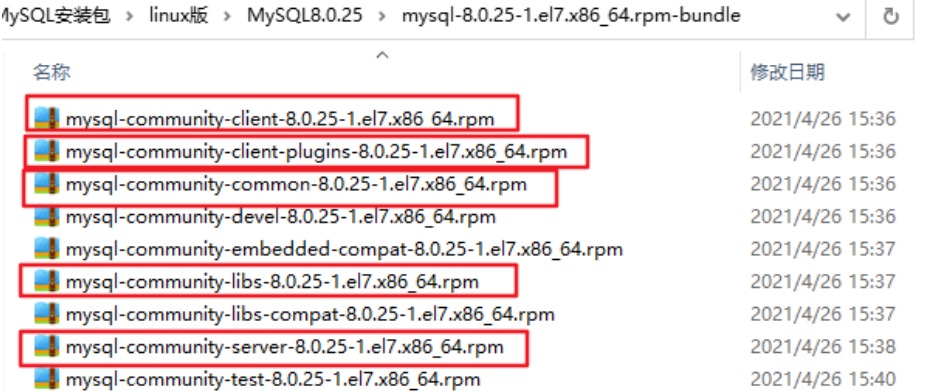 MySQL安装包 › linux版 › MySQL8.0.25 › mysql-8.0.25-1.el7.x86_64.rpm-bundle
名称 修改日期
mysql-community-client-8.0.25-1.el7.x86_64.rpm 2021/4/26 15:36
mysql-community-client-plugins-8.0.25-1.el7.x86_64.rpm 2021/4/26 15:36
mysql-community-common-8.0.25-1.el7.x86_64.rpm 2021/4/26 15:36
mysql-community-devel-8.0.25-1.el7.x86_64.rpm 2021/4/26 15:36
mysql-community-embedded-compat-8.0.25-1.el7.x86_64.rpm 2021/4/26 15:37
mysql-community-libs-8.0.25-1.el7.x86_64.rpm 2021/4/26 15:37
mysql-community-libs-compat-8.0.25-1.el7.x86_64.rpm 2021/4/26 15:37
mysql-community-server-8.0.25-1.el7.x86_64.rpm 2021/4/26 15:38
mysql-community-test-8.0.25-1.el7.x86_64.rpm 2021/4/26 15:40